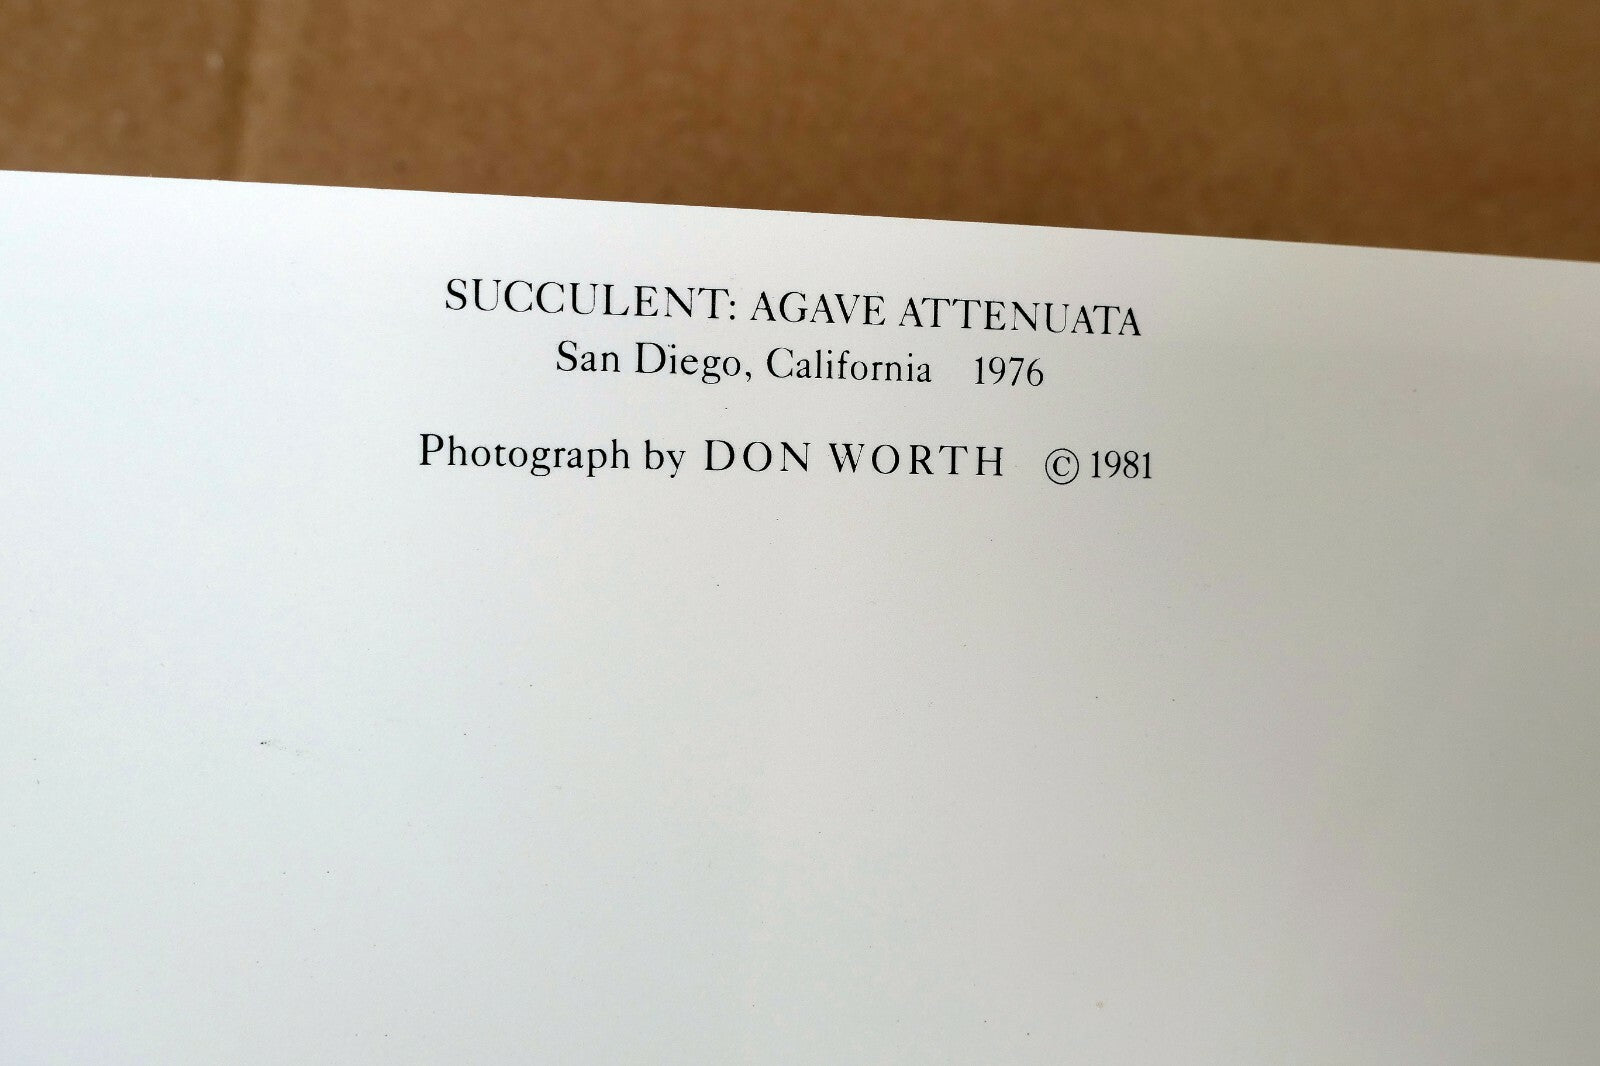 SUCCULENT: AGAVE ATTENUATA
San Diego, California 1976
Photograph by DON WORTH © 1981